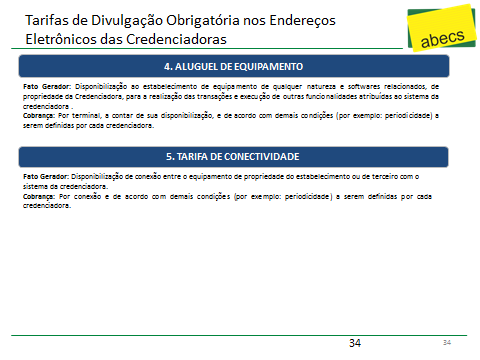 Tarifas de Divulgação Obrigatória nos Endereços
Eletrônicos das Credenciadoras
abecs
4. ALUGUEL DE EQUIPAMENTO
Fato Gerador: Disponibilização ao estabelecimento de equipamento de qualquer natureza e softwares relacionados, de
propriedade da Credenciadora, para a realização das transações e execução de outras funcionalidades atribuídas ao sistema da
credenciadora .
Cobrança: Por terminal, a contar de sua disponibilização, e de acordo com demais condições (por exemplo: periodicidade) a
serem definidas por cada credenciadora.
5. TARIFA DE CONECTIVIDADE
Fato Gerador: Disponibilização de conexão entre o equipamento de propriedade do estabelecimento ou de terceiro com o
sistema da credenciadora.
Cobrança: Por conexão e de acordo com demais condições (por exemplo: periodicidade) a serem definidas por cada
credenciadora.
34
34